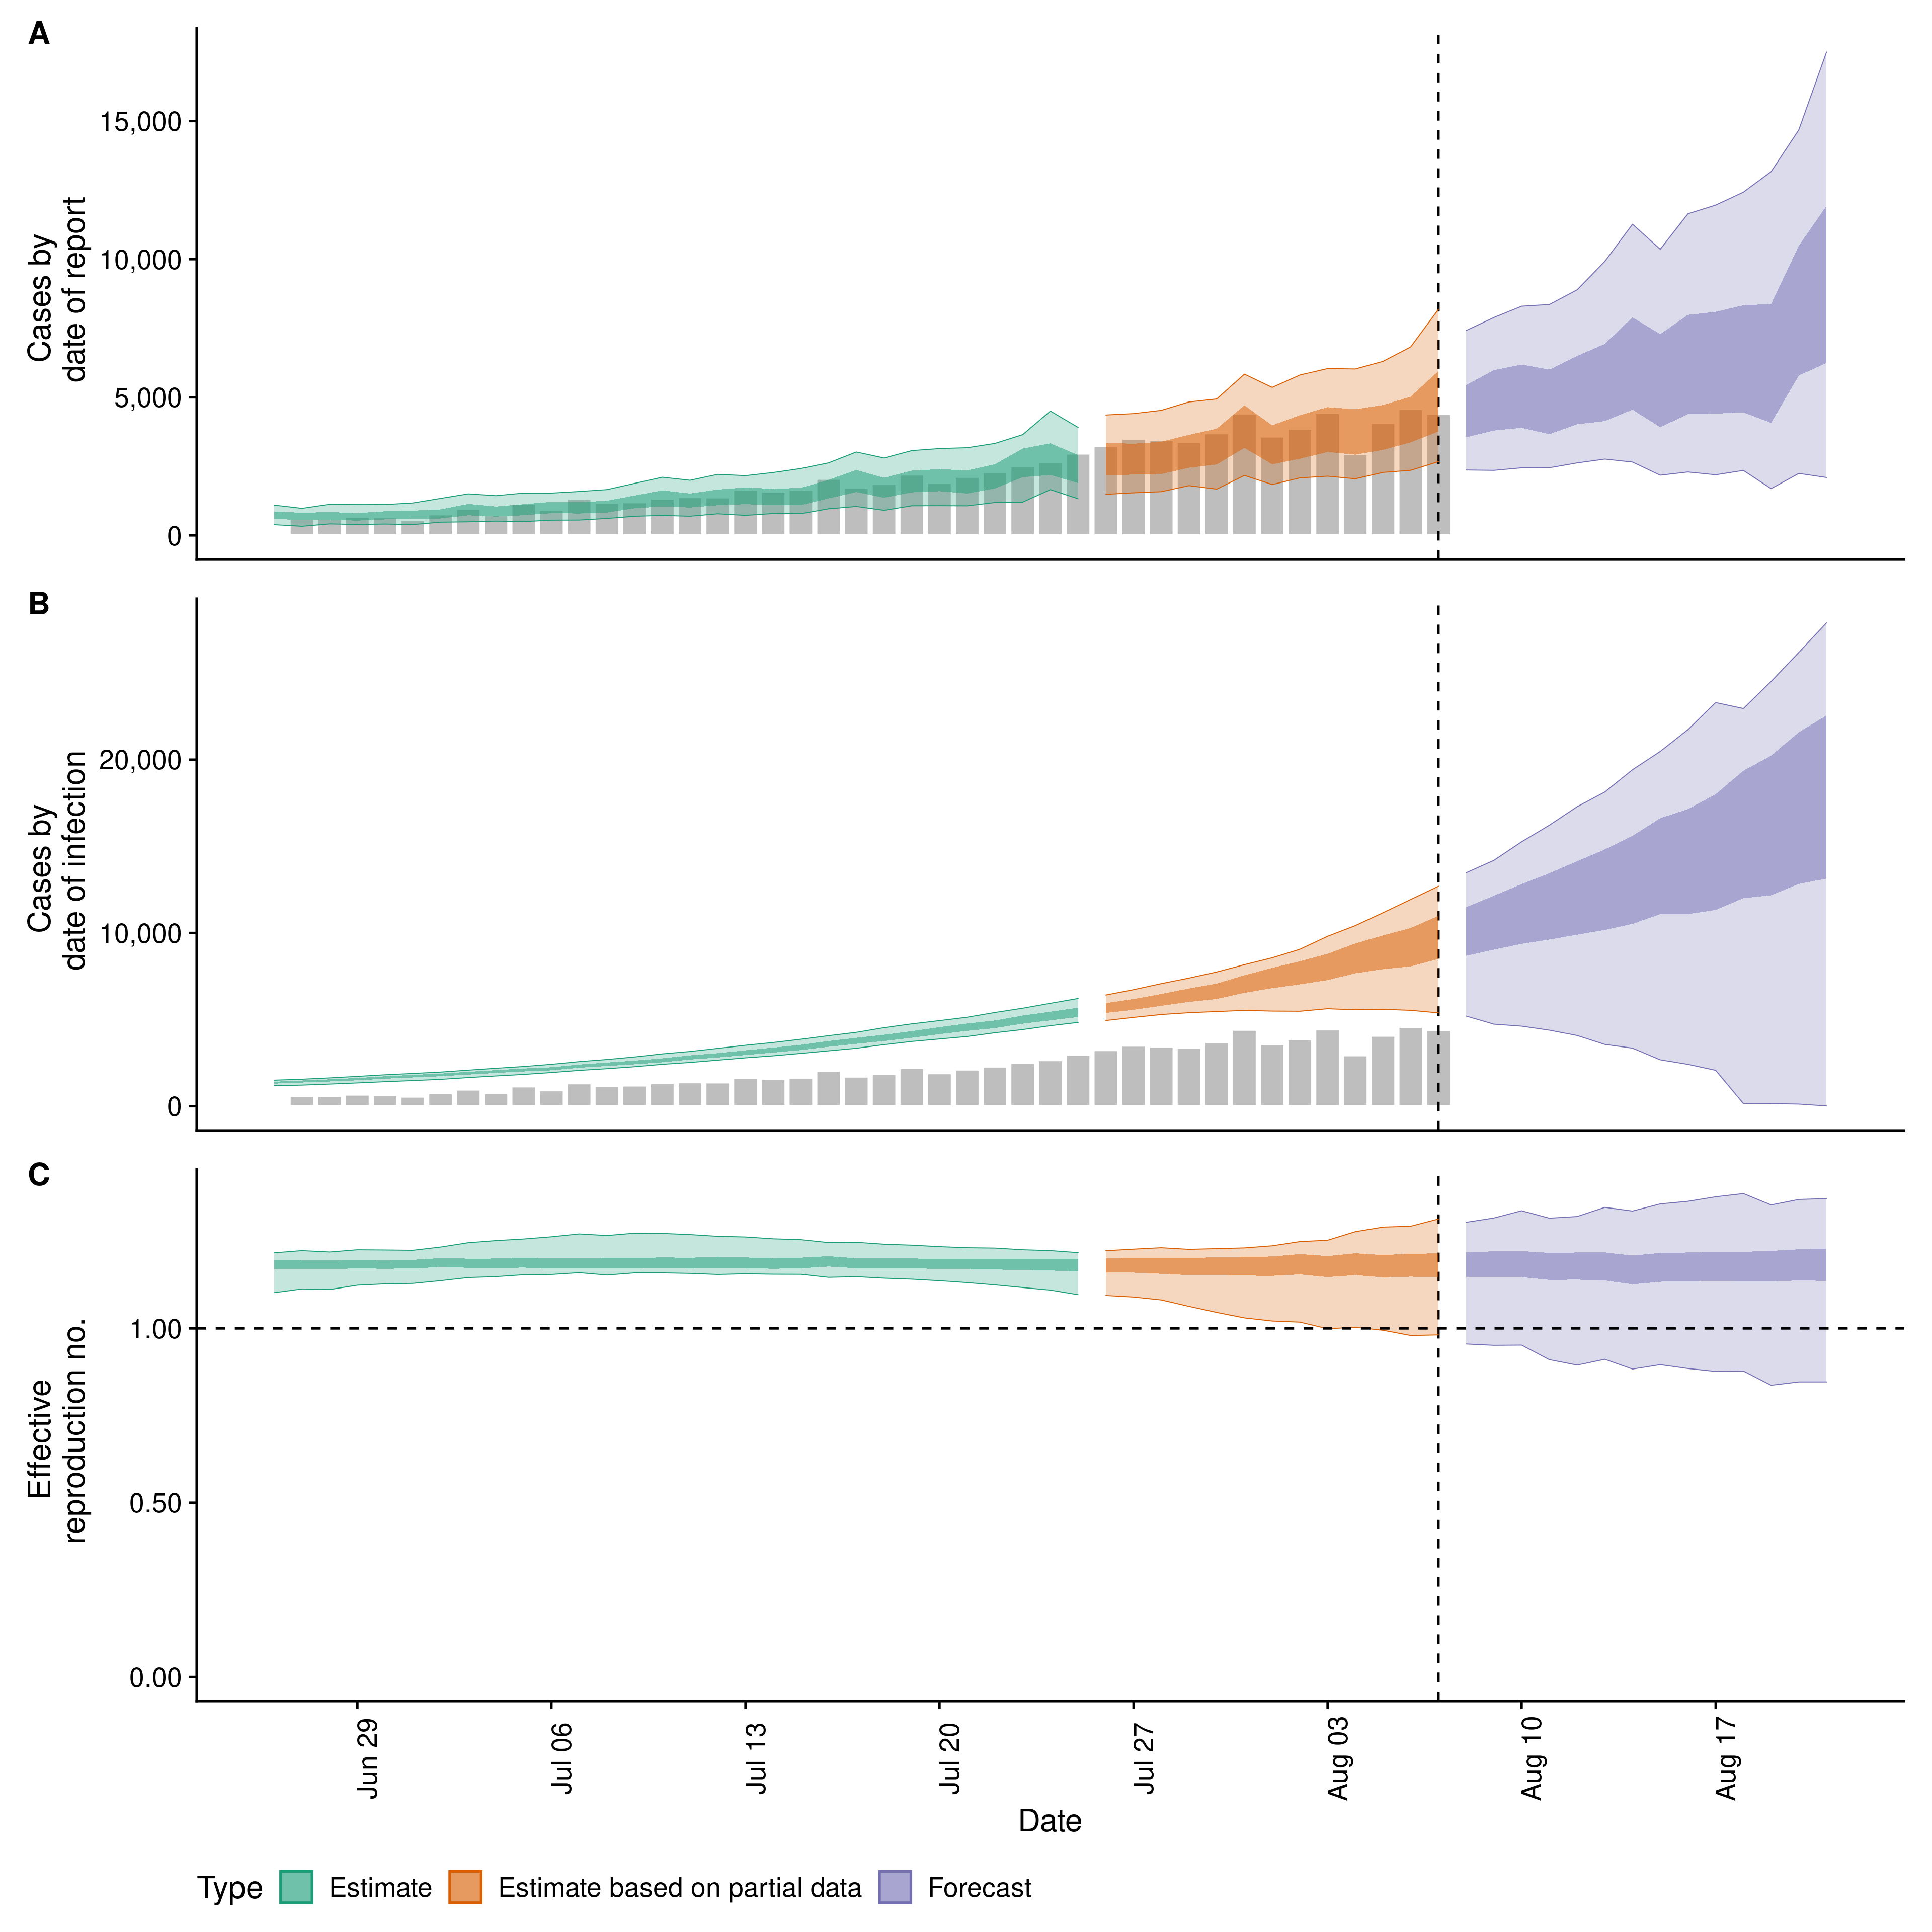 A
Cases by
date of report
15,000
10,000
5,000
0
B
Cases by
date of infection
20,000
10,000
0
C
Effective
reproduction no.
1.00
0.50
0.00
Jun 29
Jul 06
Jul 13
Jul 20
Jul 27
Aug 03
Aug 10
Aug 17
Date
Type Estimate Estimate based on partial data Forecast